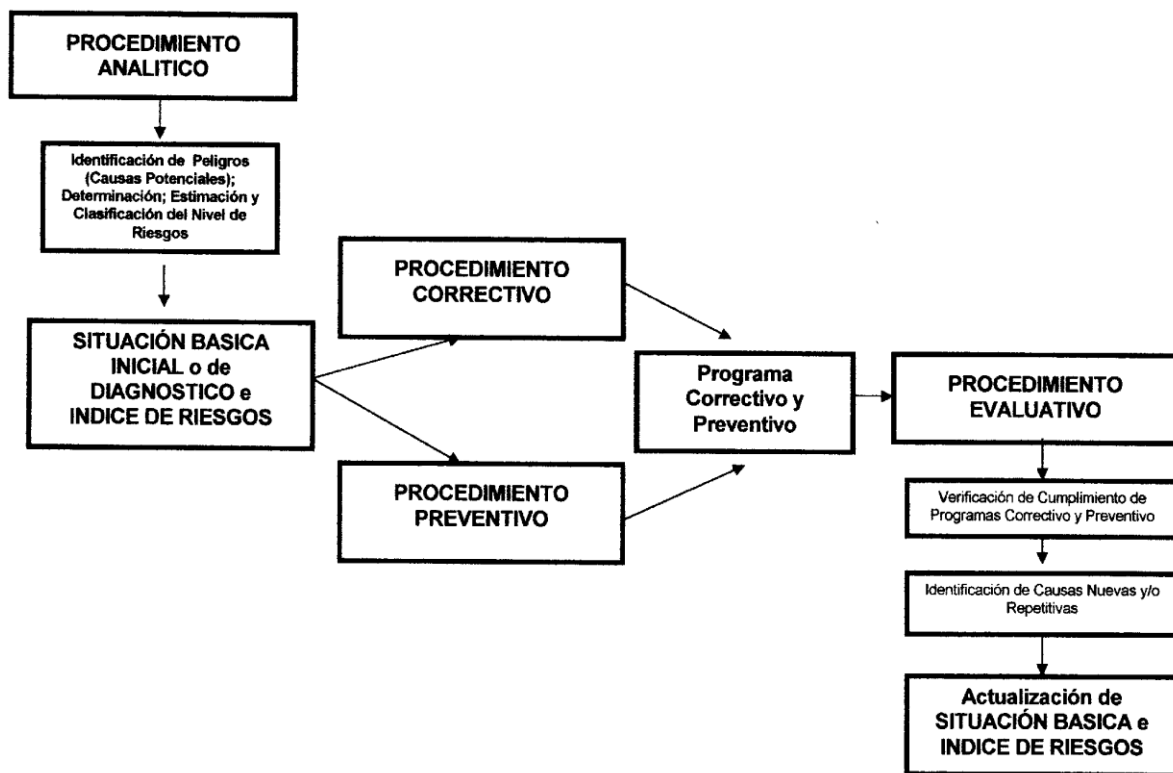 PROCEDIMIENTO
ANALITICO
Identificación de Peligros
(Causas Potenciales);
Determinación; Estimación y
Clasificación del Nivel de
Riesgos
SITUACIÓN BASICA
INICIAL o de
DIAGNOSTICO e
INDICE DE RIESGOS
PROCEDIMIENTO
CORRECTIVO
PROCEDIMIENTO
PREVENTIVO
Programa
Correctivo y
Preventivo
PROCEDIMIENTO
EVALUATIVO
Verificación de Cumplimiento de
Programas Correctivo y Preventivo
Identificación de Causas Nuevas y/o
Repetitivas
Actualización de
SITUACIÓN BASICA e
INDICE DE RIESGOS